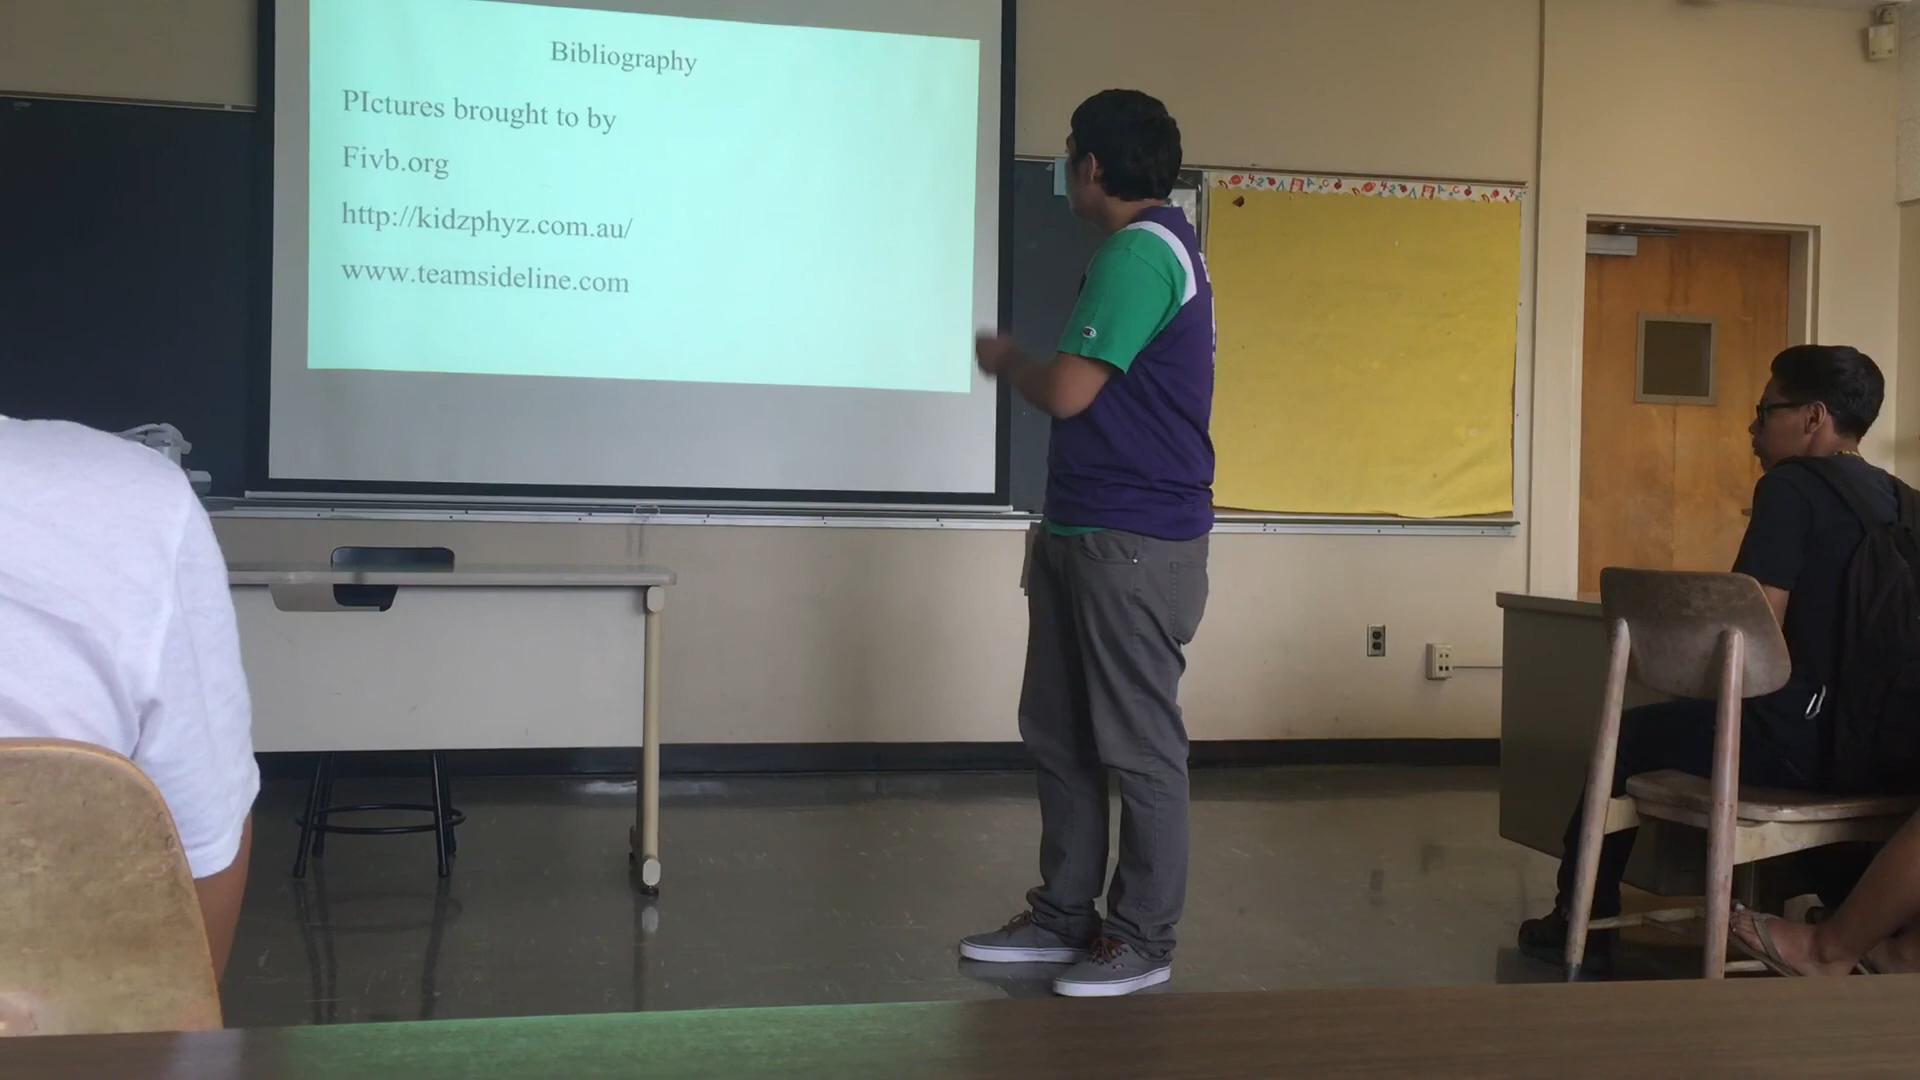 Bibliography
PIctures brought to by
Fivb.org
http://kidzphyz.com.au/
www.teamsideline.com